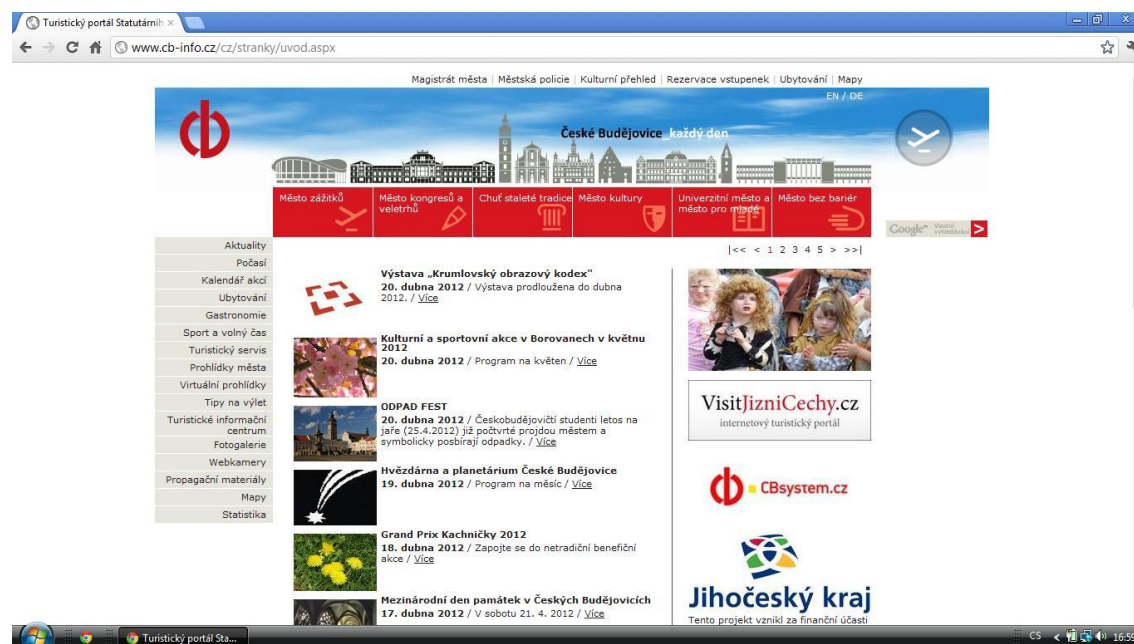 Turistický portál Statutárníh
www.cb-info.cz/cz/stranky/uvod.aspx
Magistrát města | Městská policie | Kulturní přehled | Rezervace vstupenek | Ubytování | Mapy
EN / DE
České Budějovice_každý den
Město zážitků
Město kongresů a
veletrhů
Chuť staleté tradice
Město kultury
Univerzitní město a
město pro mladé
Město bez bariér
Google™
|<< < 1 2 3 4 5 > >>|
Aktuality
Počasí
Kalendář akcí
Ubytování
Gastronomie
Sport a volný čas
Turistický servis
Prohlídky města
Virtuální prohlídky
Tipy na výlet
Turistické informační
centrum
Fotogalerie
Webkamery
Propagační materiály
Mapy
Statistika
Výstava „Krumlovský obrazový kodex"
20. dubna 2012 / Výstava prodloužena do dubna
2012. / Více
Kulturní a sportovní akce v Borovanech v květnu
2012
20. dubna 2012 / Program na květen / Více
ODPAD FEST
20. dubna 2012 / Českobudějovičtí studenti letos na
jaře (25.4.2012) již počtvrté projdou městem a
symbolicky posbírají odpadky. / Více
Hvězdárna a planetárium České Budějovice
19. dubna 2012 / Program na měsíc / Více
Grand Prix Kachničky 2012
18. dubna 2012 / Zapojte se do netradiční benefiční
akce / Více
Mezinárodní den památek v Českých Budějovicích
17. dubna 2012 / V sobotu 21. 4. 2012 / Více
VisitJizniCechy.cz
internetový turistický portál
CBsystem.cz
Jihočeský kraj
Tento projekt vznikl za finanční účasti
Turistický portál Sta...
CS